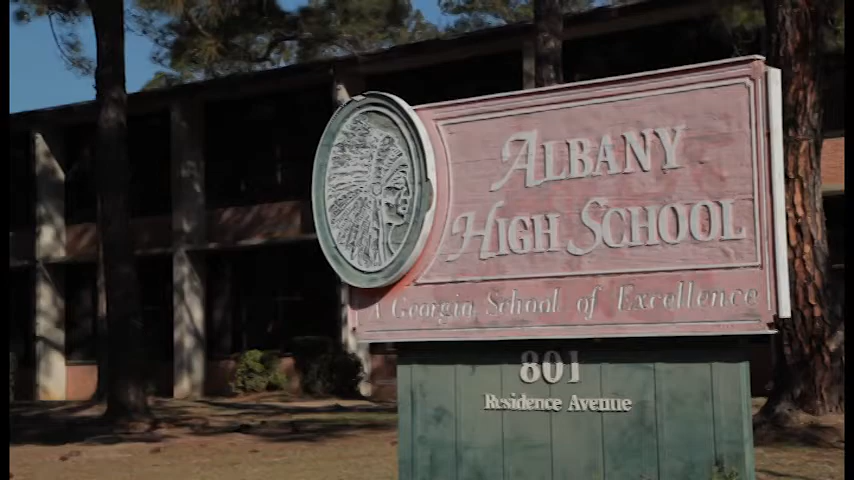 ALBANY
HIGH SCHOOL
A Georgia School of Excellence
801
Residence Avenue